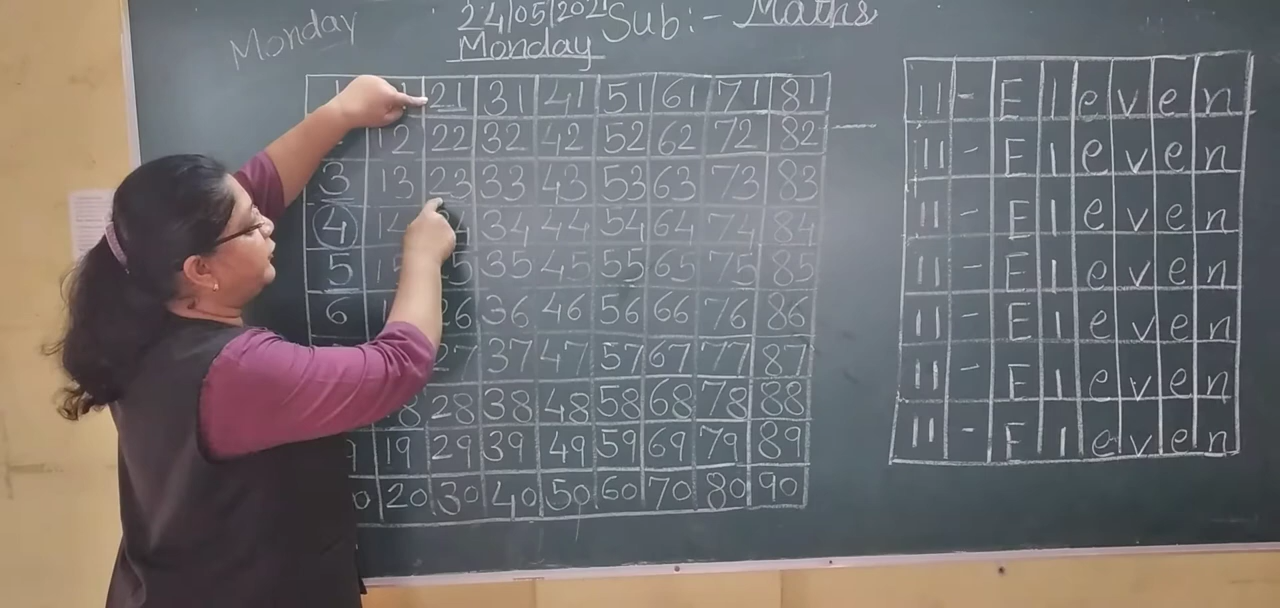 Monday 24/05/2021 Sub:- Maths
Monday
21 31 41 51 61 71 81
12 22 32 42 52 62 72 82
3 13 23 33 43 53 63 73 83
4 14 34 44 54 64 74 84
5 15 25 35 45 55 65 75 85
6 26 36 46 56 66 76 86
27 37 47 57 67 77 87
28 38 48 58 68 78 88
19 29 39 49 59 69 79 89
20 30 40 50 60 70 80 90
11 - Eleven
11 - Eleven
11 - Eleven
11 - Eleven
11 - Eleven
11 - Eleven
11 - Eleven